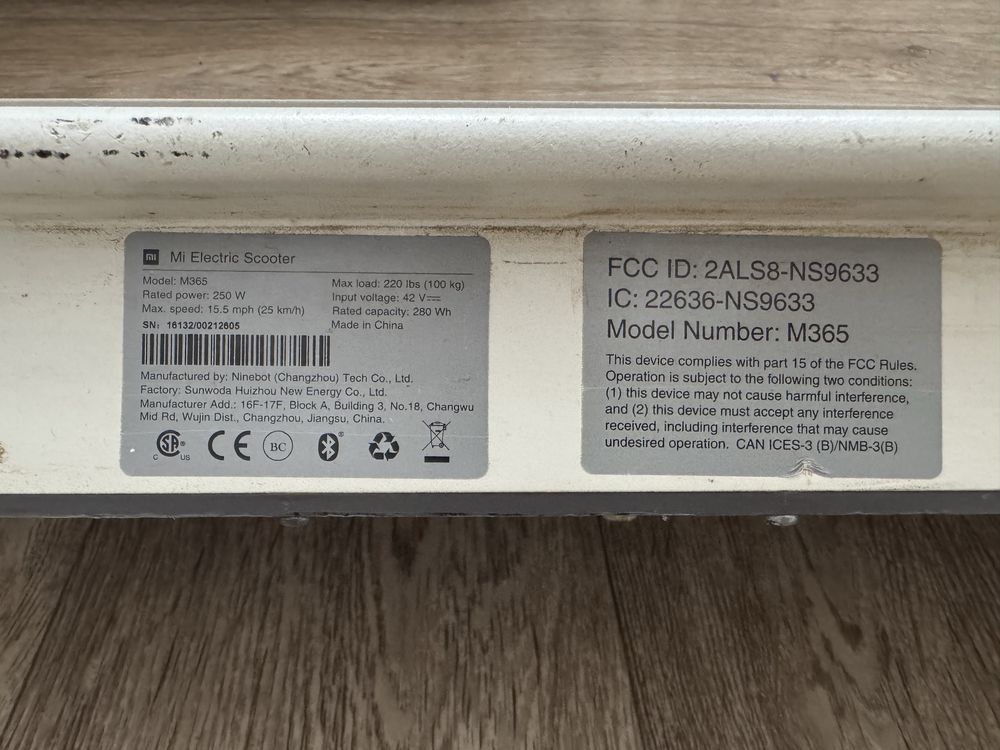 mi Mi Electric Scooter
Model: M365
Rated power: 250 W
Max. speed: 15.5 mph (25 km/h)
Max load: 220 lbs (100 kg)
Input voltage: 42 V⎓
Rated capacity: 280 Wh
Made in China
SN: 16132/00212605
Manufactured by: Ninebot (Changzhou) Tech Co., Ltd.
Factory: Sunwoda Huizhou New Energy Co., Ltd.
Manufacturer Add.: 16F-17F, Block A, Building 3, No.18, Changwu
Mid Rd, Wujin Dist., Changzhou, Jiangsu, China.
C SA ® C US CE BC ®
FCC ID: 2ALS8-NS9633
IC: 22636-NS9633
Model Number: M365
This device complies with part 15 of the FCC Rules.
Operation is subject to the following two conditions:
(1) this device may not cause harmful interference,
and (2) this device must accept any interference
received, including interference that may cause
undesired operation. CAN ICES-3 (B)/NMB-3(B)